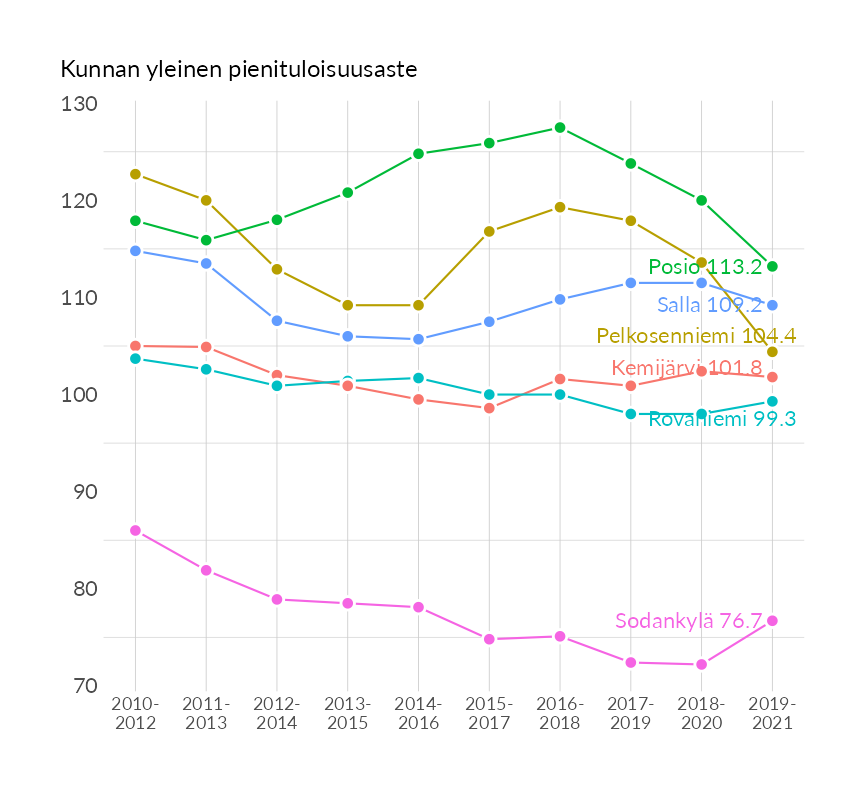 Kunnan yleinen pienituloisuusaste
130
120
110
100
90
80
70
Posio 113.2
Salla 109.2
Pelkosenniemi 104.4
Kemijärvi 101.8
Rovaniemi 99.3
Sodankylä 76.7
2010- 2011- 2012- 2013- 2014- 2015- 2016- 2017- 2018- 2019-
2012 2013 2014 2015 2016 2017 2018 2019 2020 2021